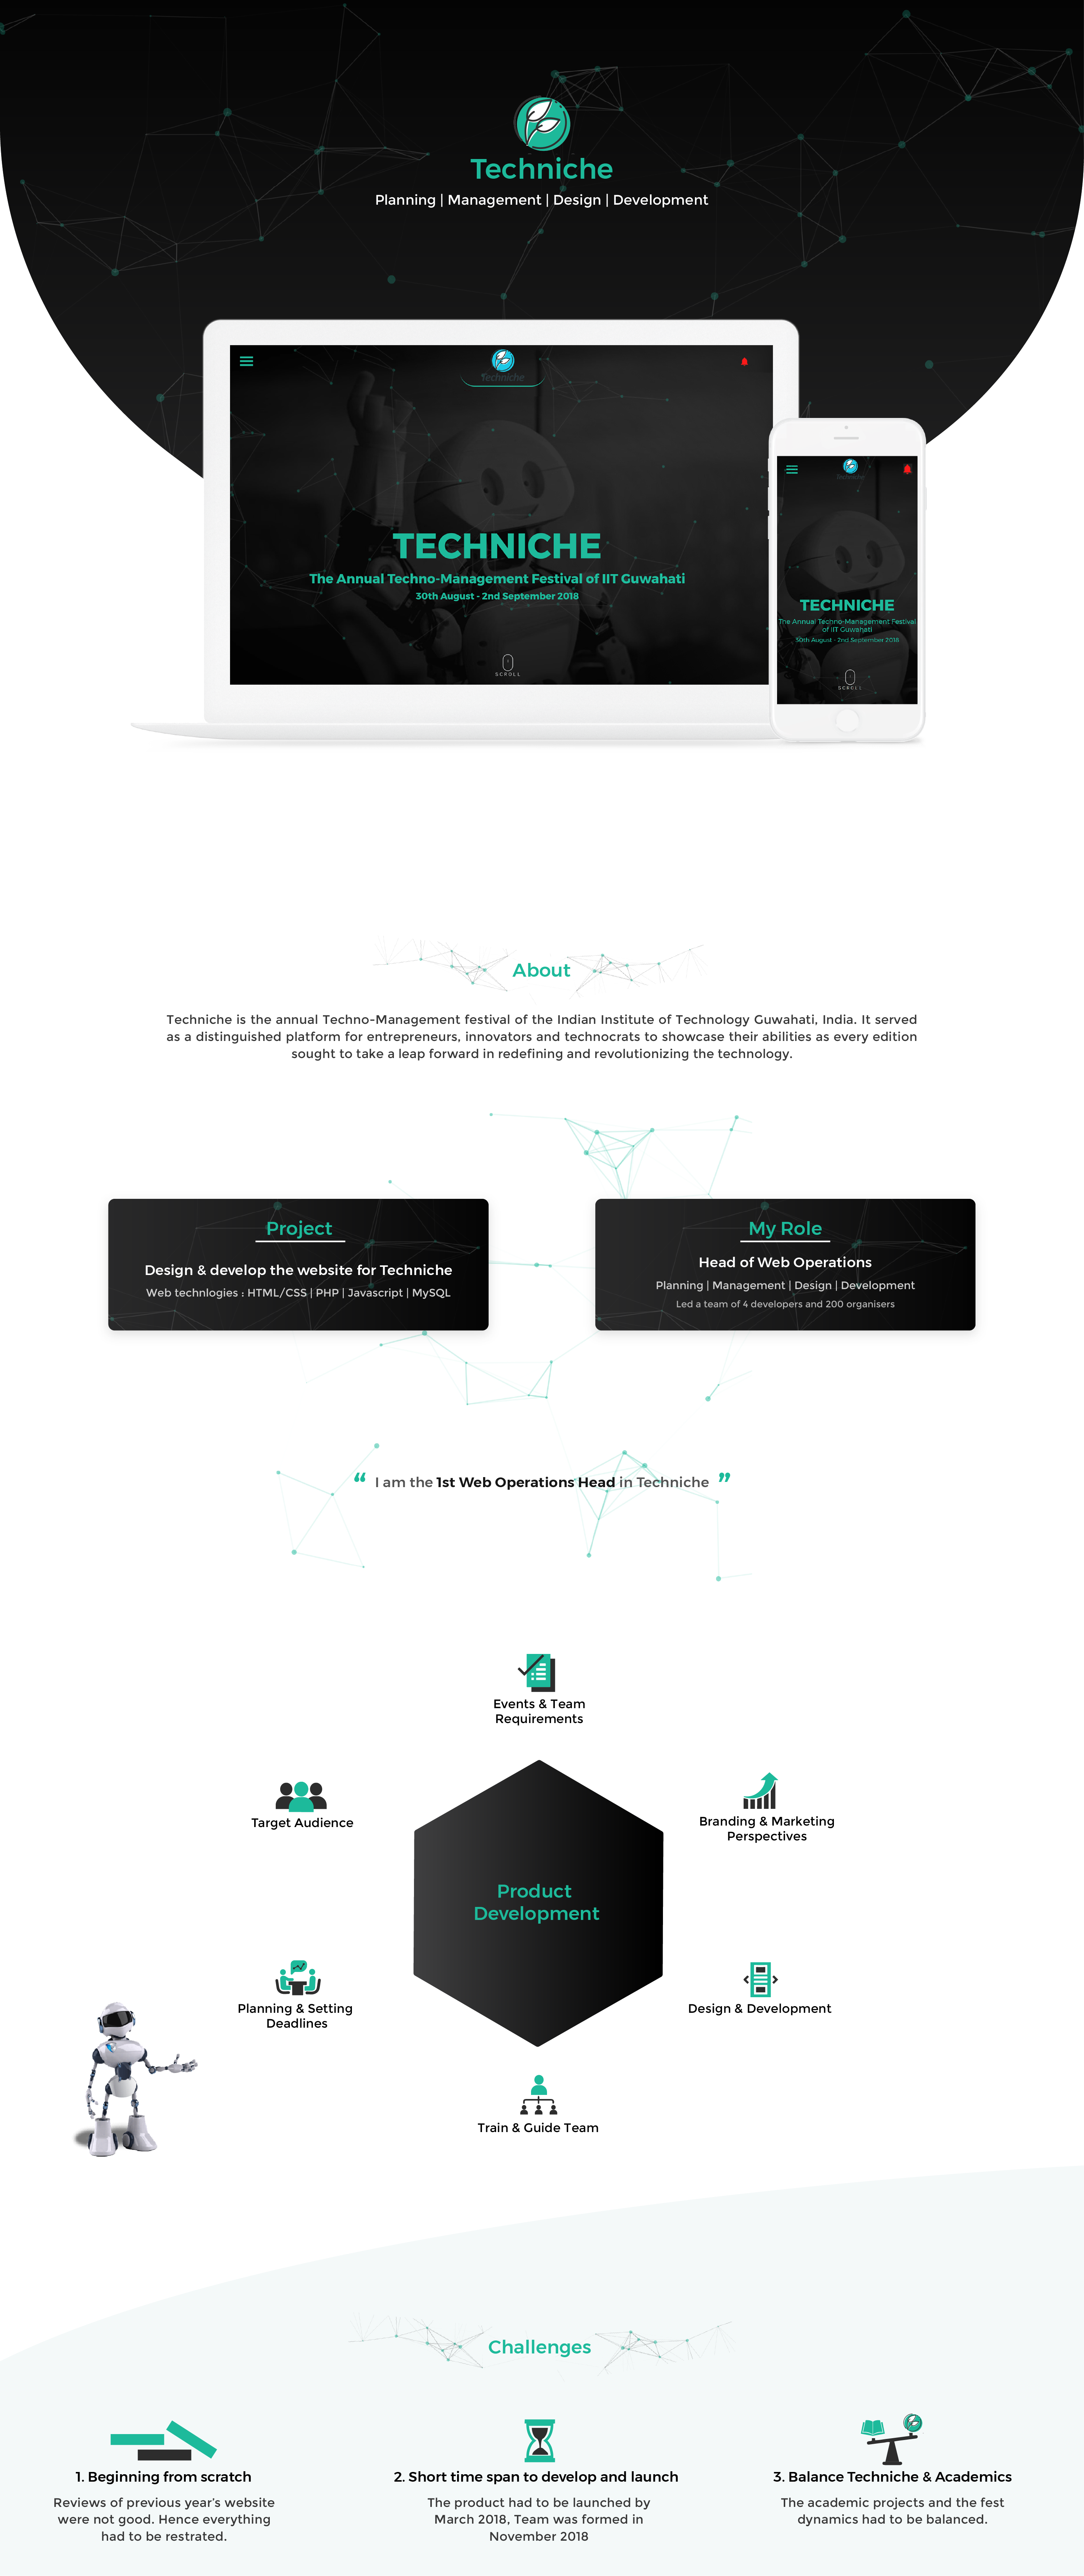 Techniche
Planning | Management | Design | Development
Techniche
TECHNICHE
The Annual Techno-Management Festival of IIT Guwahati
30th August - 2nd September 2018
SCROLL
Techniche
TECHNICHE
The Annual Techno-Management Festival
of IIT Guwahati
30th August - 2nd September 2018
SCROLL
About
Techniche is the annual Techno-Management festival of the Indian Institute of Technology Guwahati, India. It served
as a distinguished platform for entrepreneurs, innovators and technocrats to showcase their abilities as every edition
sought to take a leap forward in redefining and revolutionizing the technology.
Project
Design & develop the website for Techniche
Web technlogies : HTML/CSS | PHP | Javascript | MySQL
My Role
Head of Web Operations
Planning | Management | Design | Development
Led a team of 4 developers and 200 organisers
“ I am the 1st Web Operations Head in Techniche ”
Events & Team
Requirements
Target Audience
Branding & Marketing
Perspectives
Product
Development
Planning & Setting
Deadlines
Design & Development
Train & Guide Team
Challenges
1. Beginning from scratch
Reviews of previous year's website
were not good. Hence everything
had to be restrated.
2. Short time span to develop and launch
The product had to be launched by
March 2018, Team was formed in
November 2018
3. Balance Techniche & Academics
The academic projects and the fest
dynamics had to be balanced.